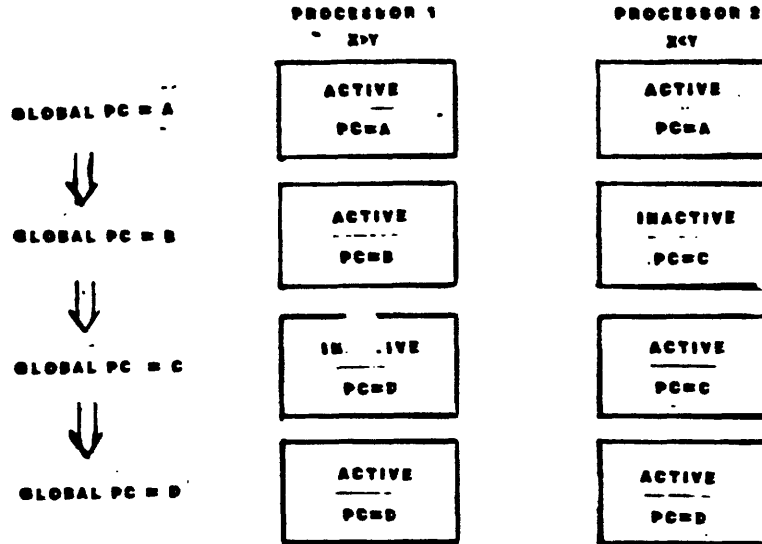 PROCESSOR 1
X>Y
PROCESSOR 2
X<Y
GLOBAL PC = A
ACTIVE
PC=A
ACTIVE
PC=A
GLOBAL PC = B
ACTIVE
PC=B
INACTIVE
PC=C
GLOBAL PC = C
PC=D
ACTIVE
PC=C
GLOBAL PC = D
ACTIVE
PC=D
ACTIVE
PC=D